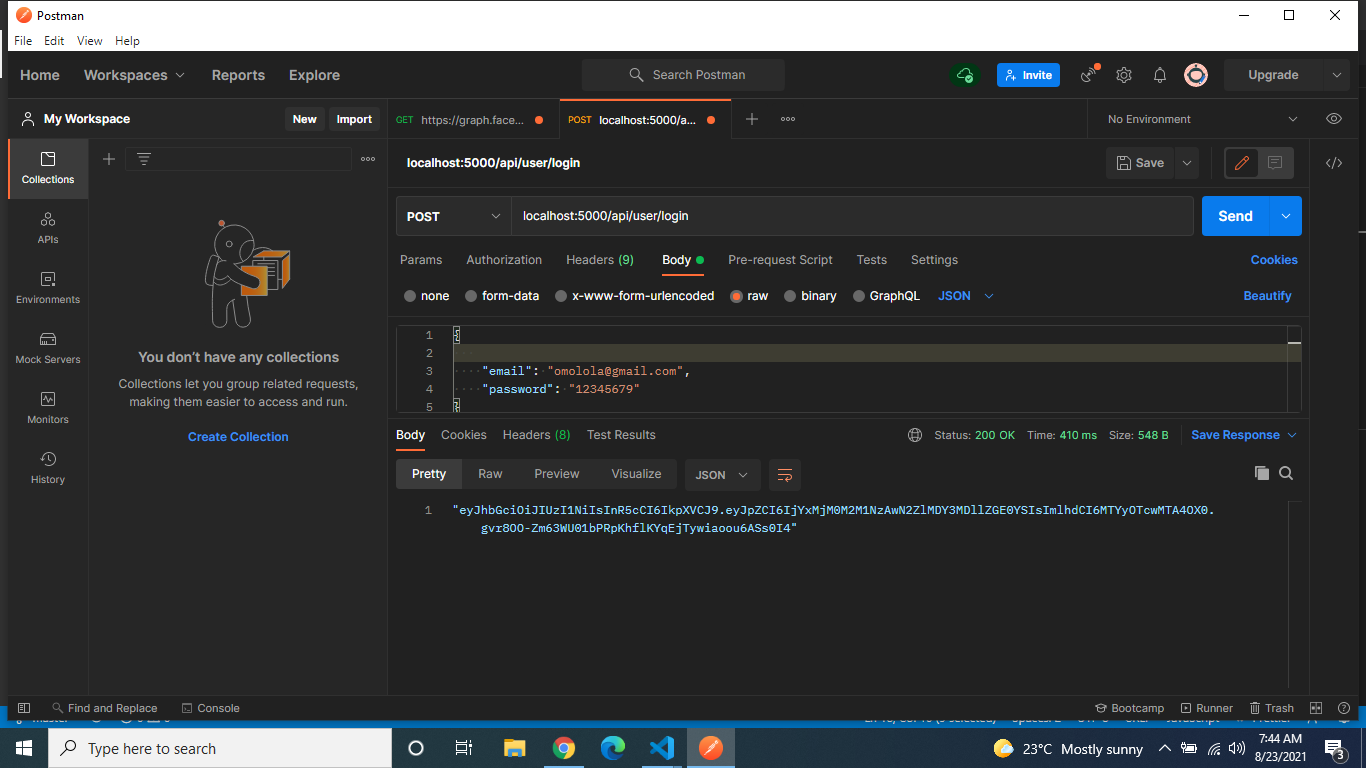 Postman
File Edit View Help
Home Workspaces Reports Explore Search Postman Invite Upgrade
My Workspace New Import GET https://graph.face... POST localhost:5000/a... No Environment
Collections
APIs
Environments
Mock Servers
Monitors
History
You don't have any collections
Collections let you group related requests,
making them easier to access and run.
Create Collection
localhost:5000/api/user/login Save
POST localhost:5000/api/user/login Send
Params Authorization Headers (9) Body Pre-request Script Tests Settings Cookies
none form-data x-www-form-urlencoded raw binary GraphQL JSON Beautify
1 {
2
3 "email": "omolola@gmail.com",
4 "password": "12345679"
5 }
Body Cookies Headers (8) Test Results Status: 200 OK Time: 410 ms Size: 548 B Save Response
Pretty Raw Preview Visualize JSON
1 "eyJhbGciOiJIUzI1NiIsInR5cCI6IkpXVCJ9.eyJpZCI6IjYxMjM0M2M1NzAwN2ZlMDY3MDllZGE0YSIsImlhdCI6MTYyOTcwMTA4OX0.
gvr8OO-Zm63WU01bPRpKhflKYqEjTywiaoou6ASs0I4"
Find and Replace Console Bootcamp Runner Trash
Type here to search 23°C Mostly sunny 7:44 AM
8/23/2021 3